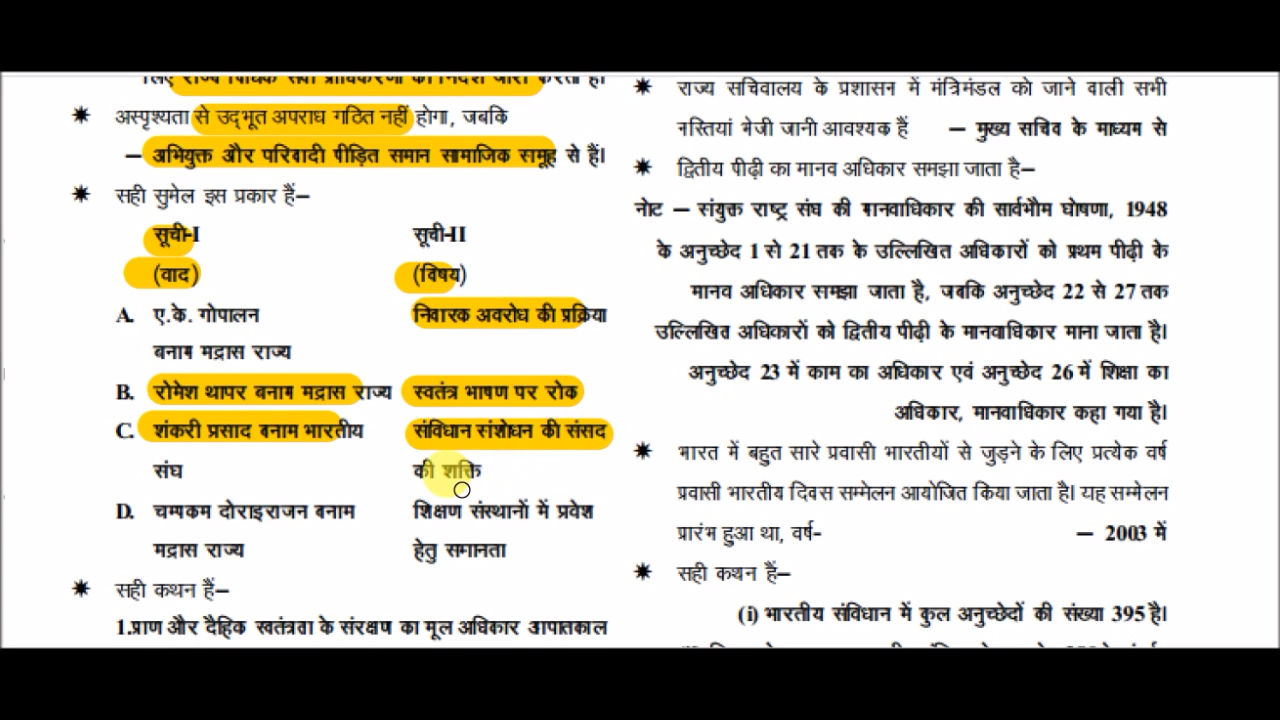 लिए राज्य विधिक सेवा प्राधिकरणों को निर्देश जारी करता है।
✷ अस्पृश्यता से उद्भूत अपराध गठित नहीं होगा, जबकि
– अभियुक्त और परिवादी पीड़ित समान सामाजिक समूह से हैं।
✷ सही सुमेल इस प्रकार हैं–
सूची-I सूची-II
(वाद) (विषय)
A. ए.के. गोपालन निवारक अवरोध की प्रक्रिया
बनाम मद्रास राज्य
B. रोमेश थापर बनाम मद्रास राज्य स्वतंत्र भाषण पर रोक
C. शंकरी प्रसाद बनाम भारतीय संविधान संशोधन की संसद
संघ की शक्ति
D. चम्पकम दोराइराजन बनाम शिक्षण संस्थानों में प्रवेश
मद्रास राज्य हेतु समानता
✷ सही कथन हैं–
1.प्राण और दैहिक स्वतंत्रता के संरक्षण का मूल अधिकार आपातकाल
✷ राज्य सचिवालय के प्रशासन में मंत्रिमंडल को जाने वाली सभी
नस्तियां भेजी जानी आवश्यक हैं – मुख्य सचिव के माध्यम से
✷ द्वितीय पीढ़ी का मानव अधिकार समझा जाता है–
नोट – संयुक्त राष्ट्र संघ की मानवाधिकार की सार्वभौम घोषणा, 1948
के अनुच्छेद 1 से 21 तक के उल्लिखित अधिकारों को प्रथम पीढ़ी के
मानव अधिकार समझा जाता है, जबकि अनुच्छेद 22 से 27 तक
उल्लिखित अधिकारों को द्वितीय पीढ़ी के मानवाधिकार माना जाता है।
अनुच्छेद 23 में काम का अधिकार एवं अनुच्छेद 26 में शिक्षा का
अधिकार, मानवाधिकार कहा गया है।
✷ भारत में बहुत सारे प्रवासी भारतीयों से जुड़ने के लिए प्रत्येक वर्ष
प्रवासी भारतीय दिवस सम्मेलन आयोजित किया जाता है। यह सम्मेलन
प्रारंभ हुआ था, वर्ष- – 2003 में
✷ सही कथन हैं–
(i) भारतीय संविधान में कुल अनुच्छेदों की संख्या 395 है।